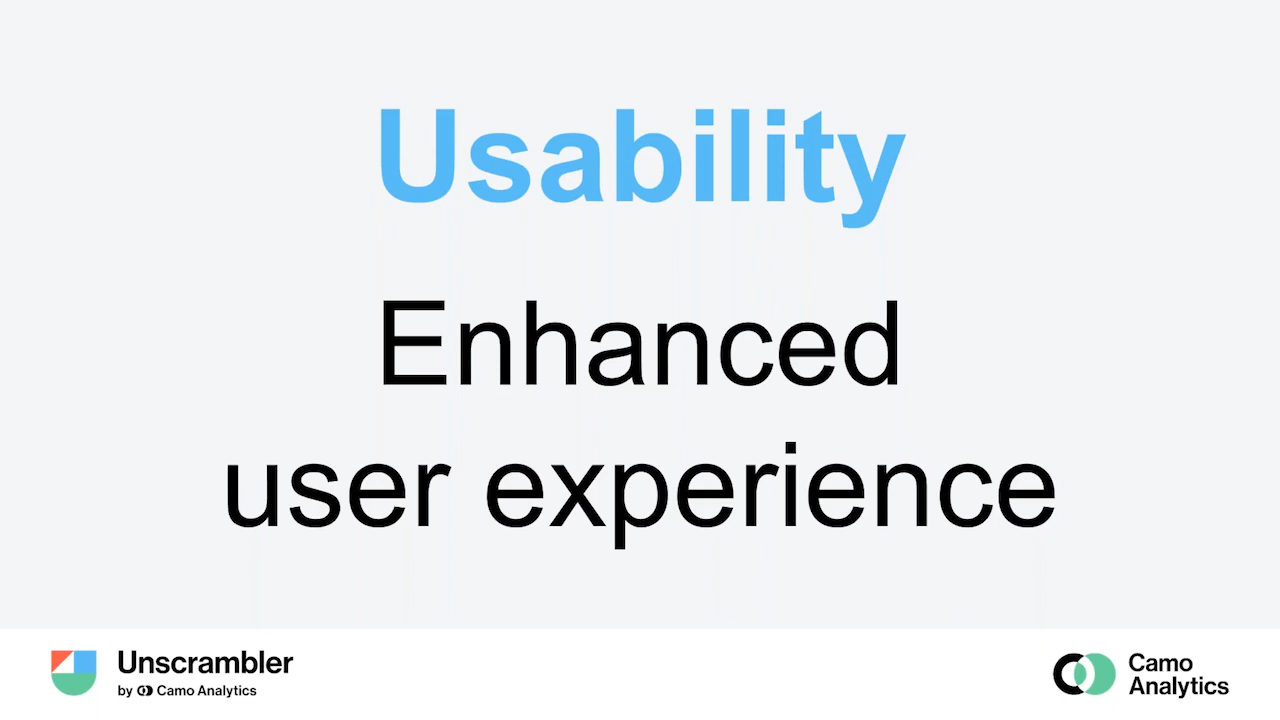 Usability
Enhanced
user experience
Unscrambler
by Camo Analytics
Camo
Analytics